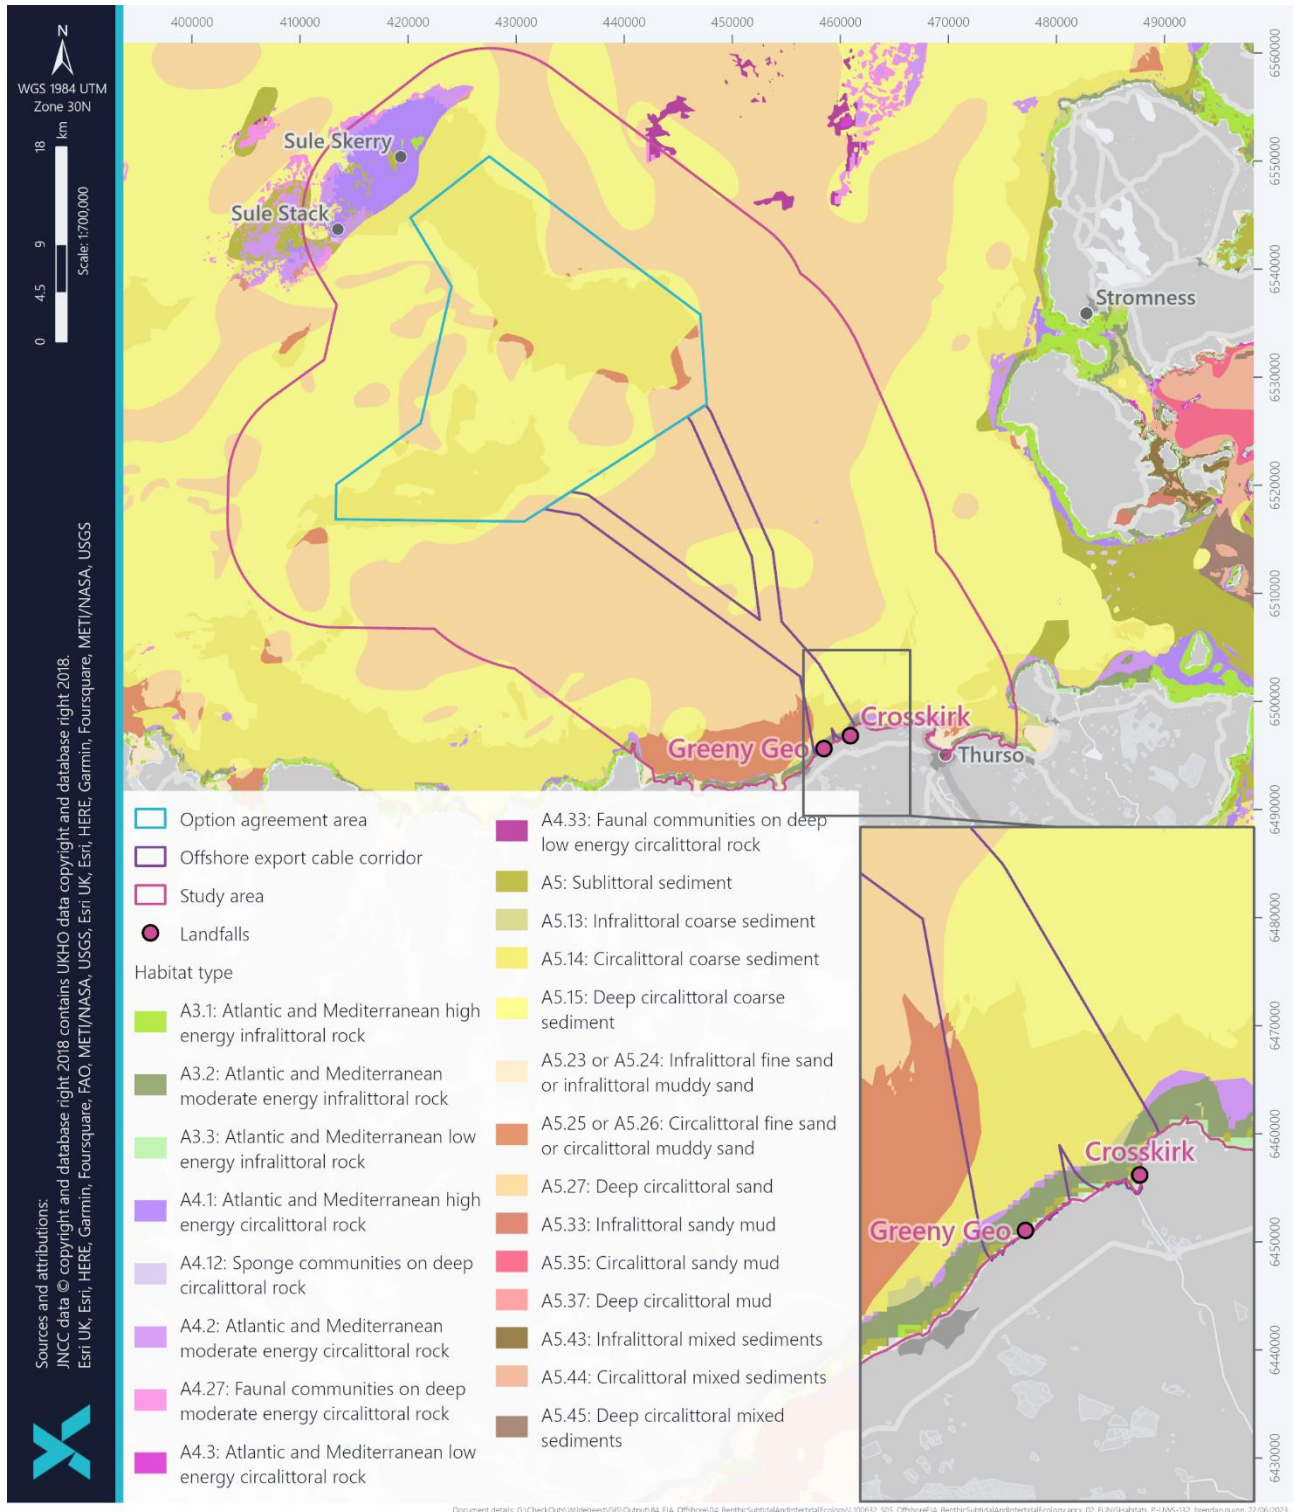 400000 410000 420000 430000 440000 450000 460000 470000 480000 490000
N
WGS 1984 UTM
Zone 30N
km
18
9
4.5
0
Scale: 1:700,000
Sources and attributions:
JNCC data © copyright and database right 2018 contains UKHO data copyright and database right 2018.
Esri UK, Esri, HERE, Garmin, Foursquare, FAO, METI/NASA, USGS, Esri UK, Esri, HERE, Garmin, Foursquare, METI/NASA, USGS
Sule Skerry
Sule Stack
Stromness
Crosskirk
Greeny Geo
Thurso
6560000
6550000
6540000
6530000
6520000
6510000
6500000
6490000
6480000
6470000
6460000
6450000
6440000
6430000
Option agreement area
Offshore export cable corridor
Study area
Landfalls
Habitat type
A3.1: Atlantic and Mediterranean high
energy infralittoral rock
A3.2: Atlantic and Mediterranean
moderate energy infralittoral rock
A3.3: Atlantic and Mediterranean low
energy infralittoral rock
A4.1: Atlantic and Mediterranean high
energy circalittoral rock
A4.12: Sponge communities on deep
circalittoral rock
A4.2: Atlantic and Mediterranean
moderate energy circalittoral rock
A4.27: Faunal communities on deep
moderate energy circalittoral rock
A4.3: Atlantic and Mediterranean low
energy circalittoral rock
A4.33: Faunal communities on deep
low energy circalittoral rock
A5: Sublittoral sediment
A5.13: Infralittoral coarse sediment
A5.14: Circalittoral coarse sediment
A5.15: Deep circalittoral coarse
sediment
A5.23 or A5.24: Infralittoral fine sand
or infralittoral muddy sand
A5.25 or A5.26: Circalittoral fine sand
or circalittoral muddy sand
A5.27: Deep circalittoral sand
A5.33: Infralittoral sandy mud
A5.35: Circalittoral sandy mud
A5.37: Deep circalittoral mud
A5.43: Infralittoral mixed sediments
A5.44: Circalittoral mixed sediments
A5.45: Deep circalittoral mixed
sediments
Crosskirk
Greeny Geo